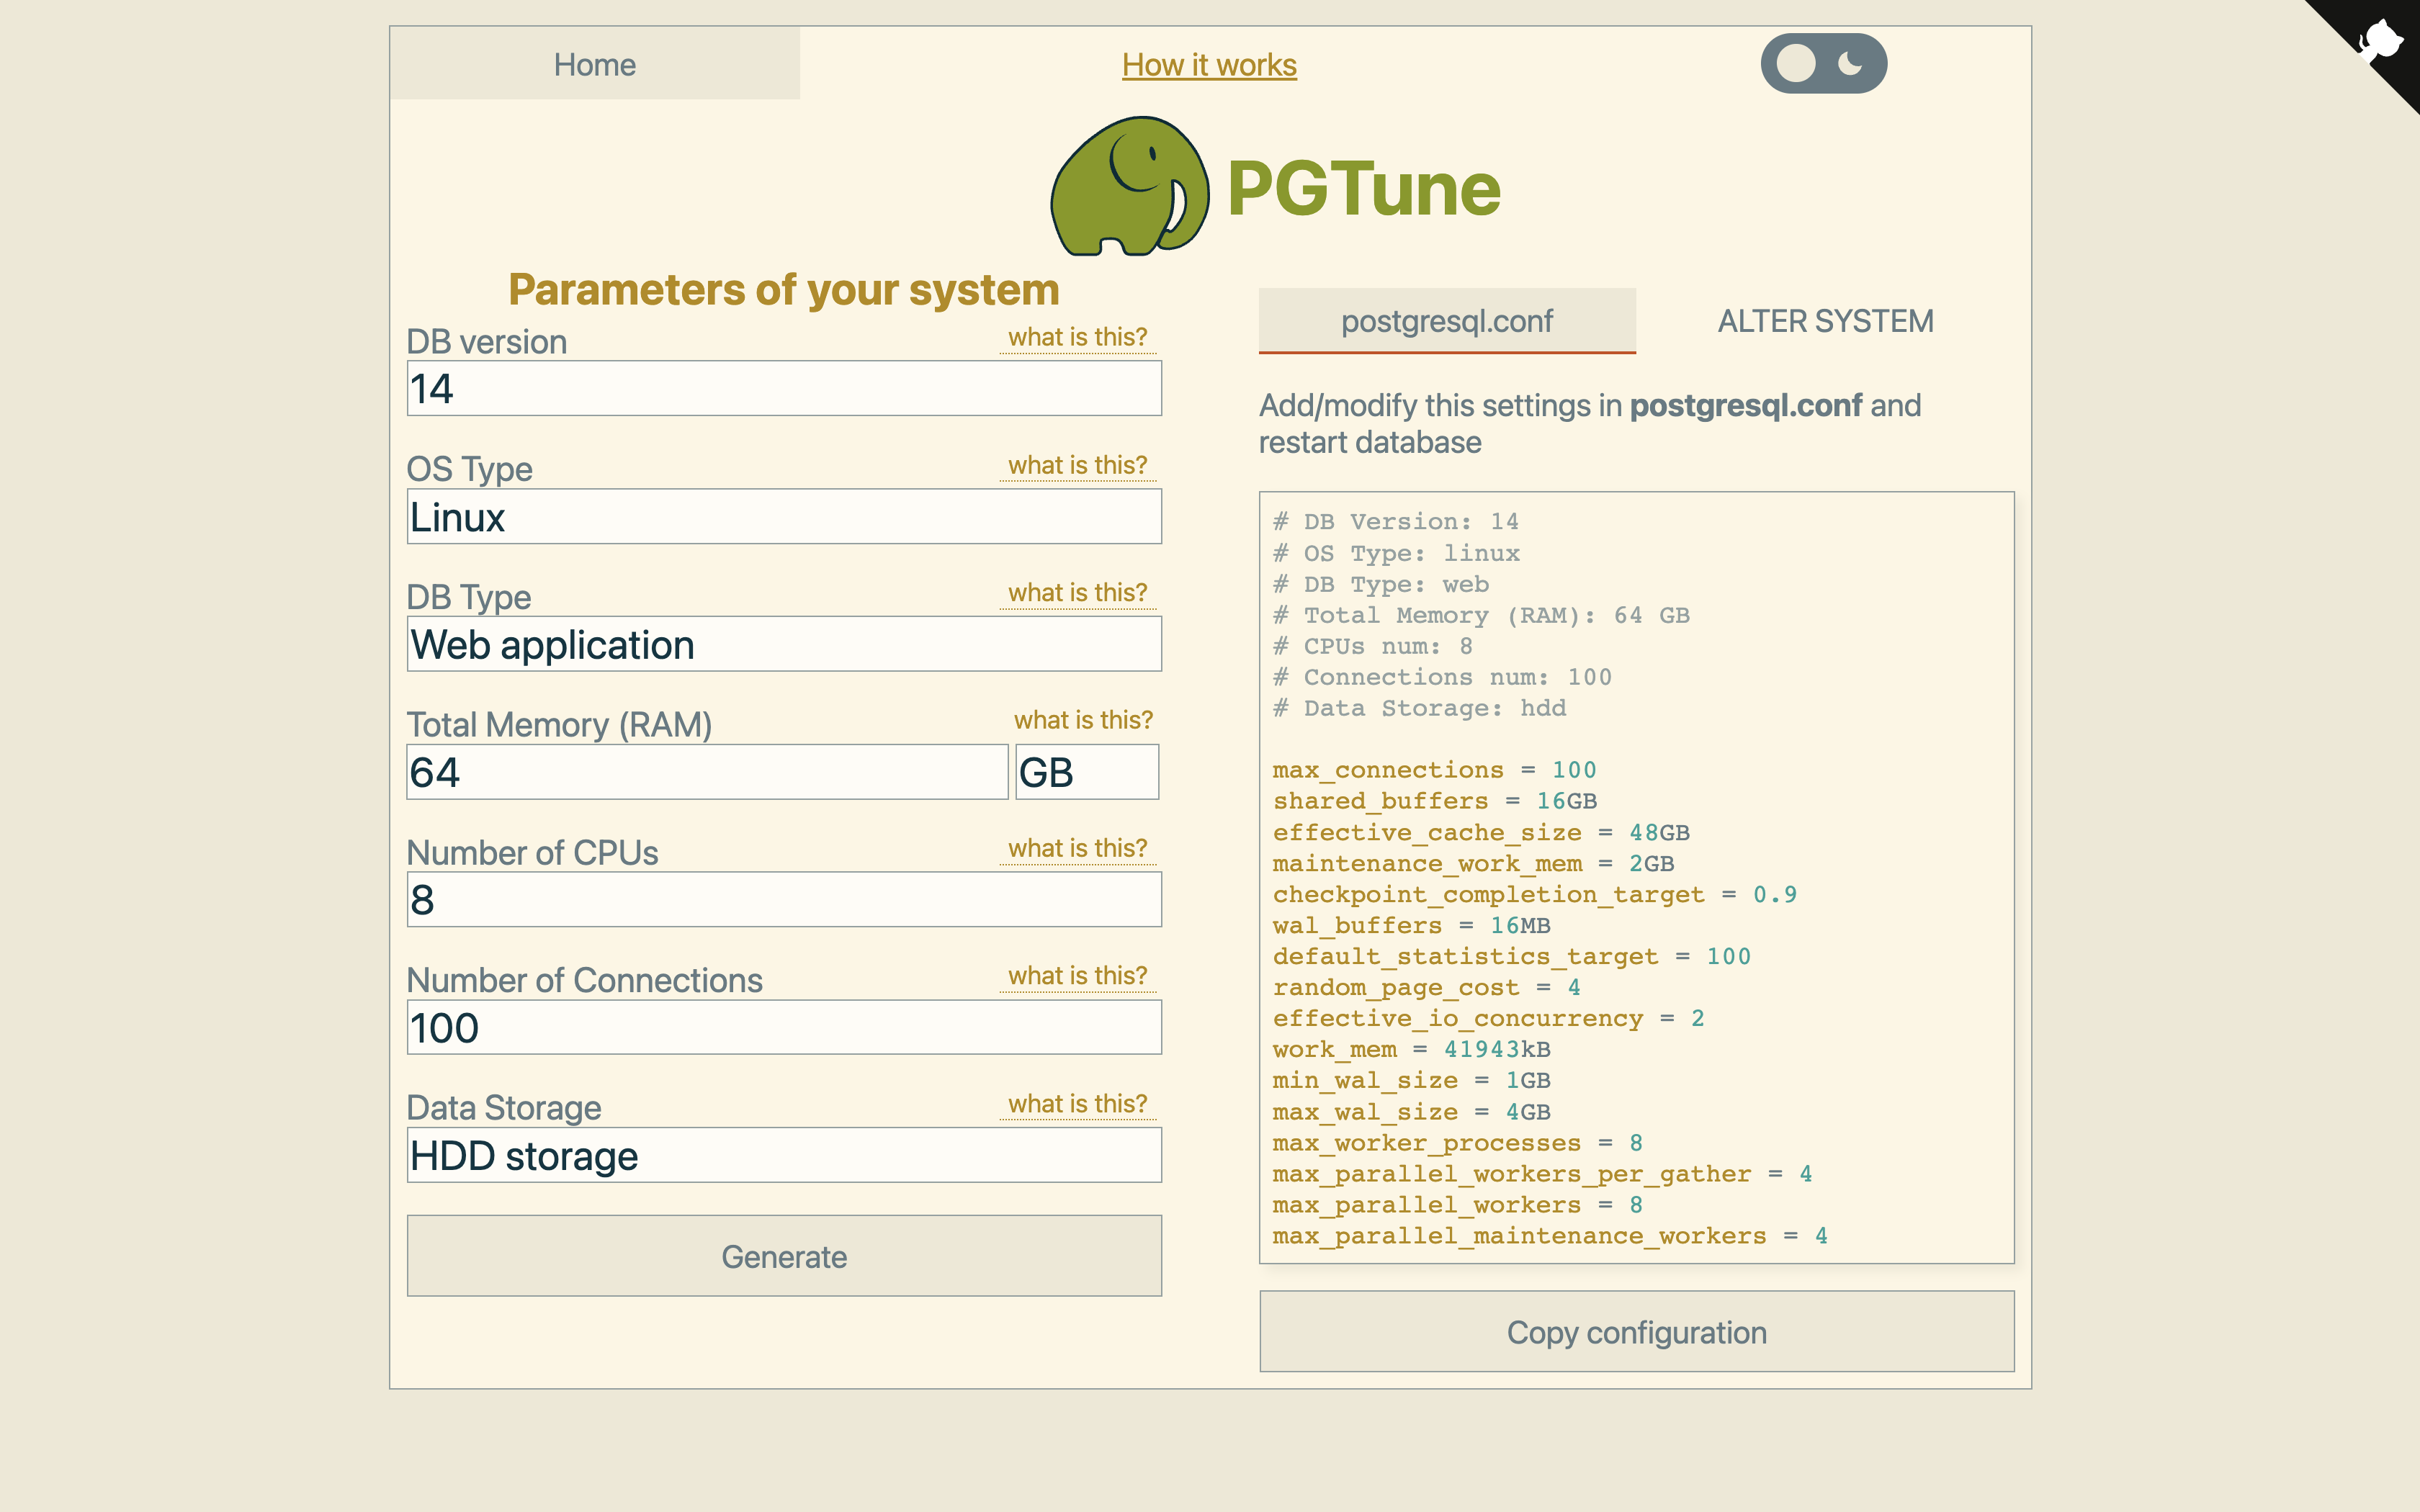 Home
How it works
PGTune
Parameters of your system
DB version
what is this?
14
OS Type
what is this?
Linux
DB Type
what is this?
Web application
Total Memory (RAM)
what is this?
64
GB
Number of CPUs
what is this?
8
Number of Connections
what is this?
100
Data Storage
what is this?
HDD storage
Generate
postgresql.conf
ALTER SYSTEM
Add/modify this settings in postgresql.conf and
restart database
# DB Version: 14
# OS Type: linux
# DB Type: web
# Total Memory (RAM): 64 GB
# CPUs num: 8
# Connections num: 100
# Data Storage: hdd
max_connections = 100
shared_buffers = 16GB
effective_cache_size = 48GB
maintenance_work_mem = 2GB
checkpoint_completion_target = 0.9
wal_buffers = 16MB
default_statistics_target = 100
random_page_cost = 4
effective_io_concurrency = 2
work_mem = 41943kB
min_wal_size = 1GB
max_wal_size = 4GB
max_worker_processes = 8
max_parallel_workers_per_gather = 4
max_parallel_workers = 8
max_parallel_maintenance_workers = 4
Copy configuration